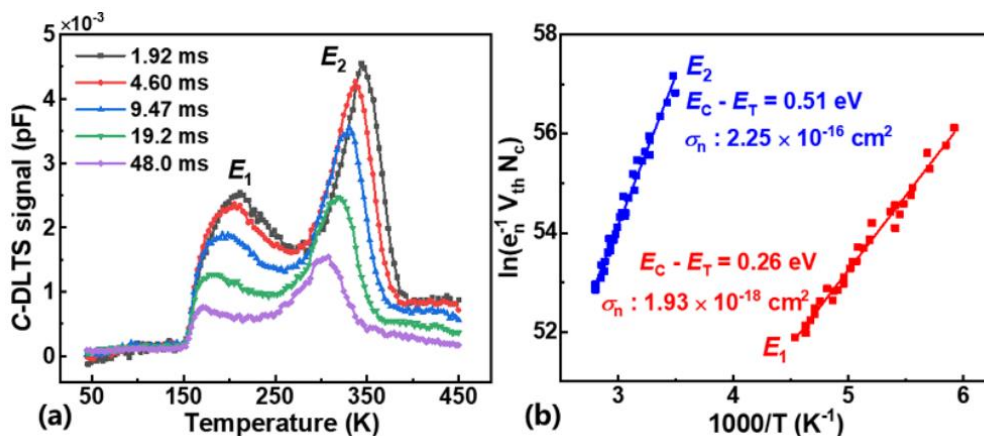 ×10⁻³
5
4
3
2
1
0
C-DLTS signal (pF)
1.92 ms
4.60 ms
9.47 ms
19.2 ms
48.0 ms
E₁
E₂
50 150 250 350 450
Temperature (K)
(a)
58
56
54
52
ln(eₙ⁻¹ Vₜₕ N꜀)
E₂
E_C - E_T = 0.51 eV
σₙ : 2.25 × 10⁻¹⁶ cm²
E_C - E_T = 0.26 eV
σₙ : 1.93 × 10⁻¹⁸ cm²
E₁
3 4 5 6
1000/T (K⁻¹)
(b)